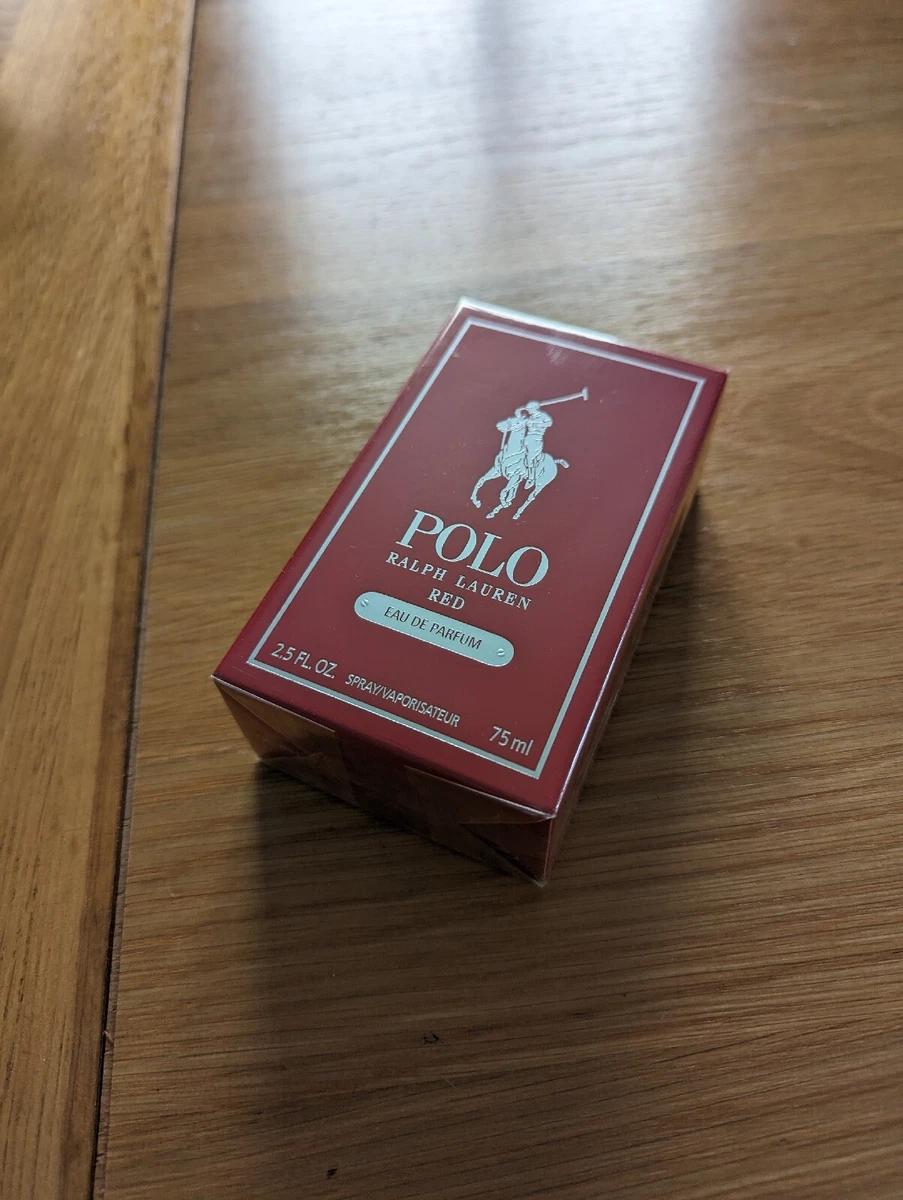 POLO
RALPH LAUREN
RED
EAU DE PARFUM
2.5 FL. OZ. SPRAY/VAPORISATEUR 75 ml